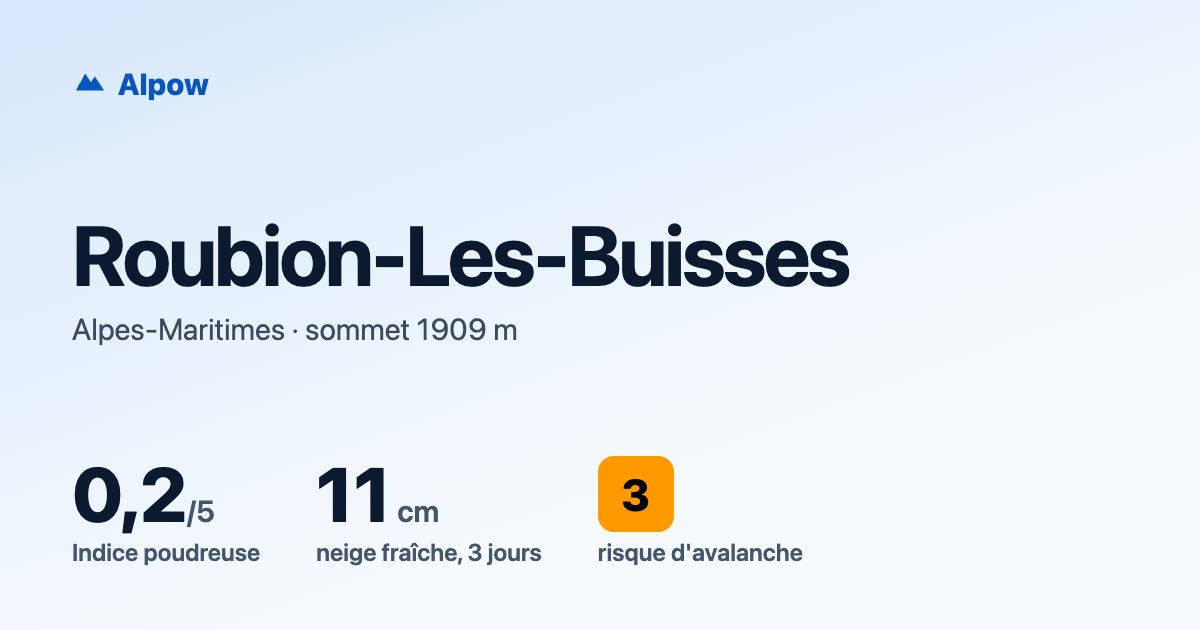 Alpow
Roubion-Les-Buisses
Alpes-Maritimes · sommet 1909 m
0,2/5
Indice poudreuse
11 cm
neige fraîche, 3 jours
3
risque d'avalanche